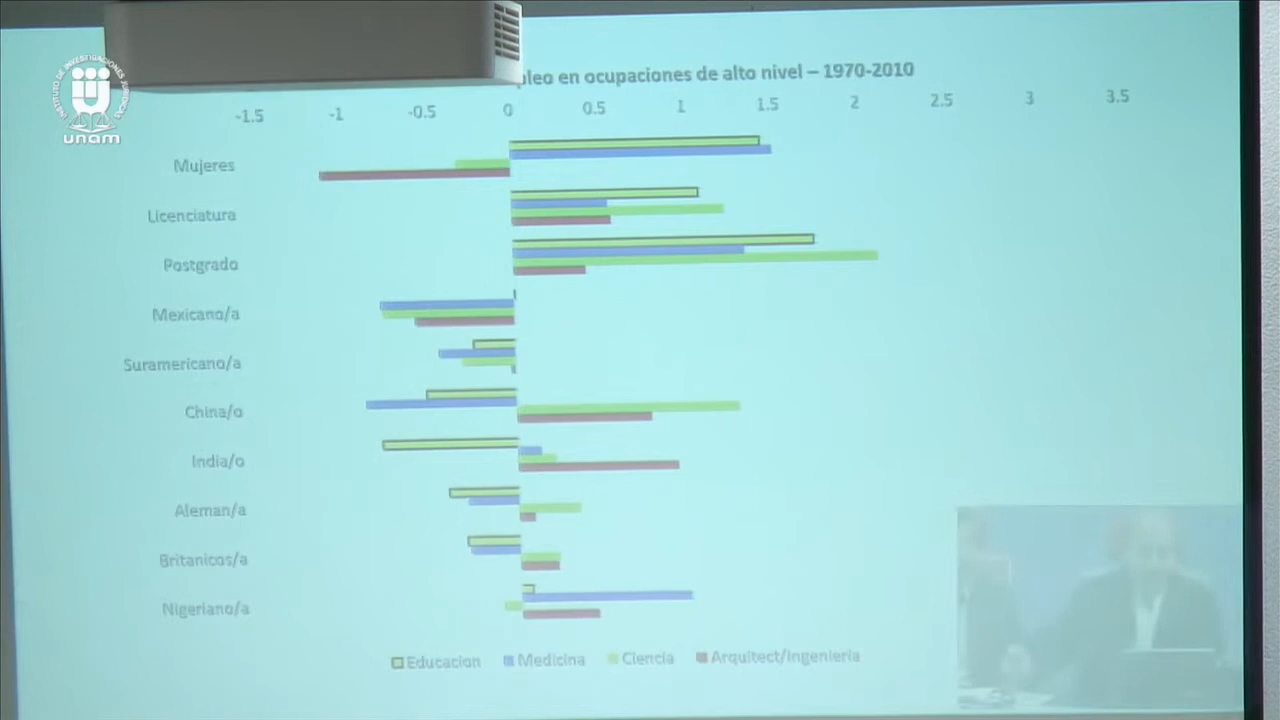 INSTITUTO DE INVESTIGACIONES JURÍDICAS
unam
pleo en ocupaciones de alto nivel – 1970-2010
-1.5 -1 -0.5 0 0.5 1 1.5 2 2.5 3 3.5
Mujeres
Licenciatura
Postgrado
Mexicano/a
Suramericano/a
China/o
India/o
Aleman/a
Britanicos/a
Nigeriano/a
Educacion Medicina Ciencia Arquitect/Ingenieria